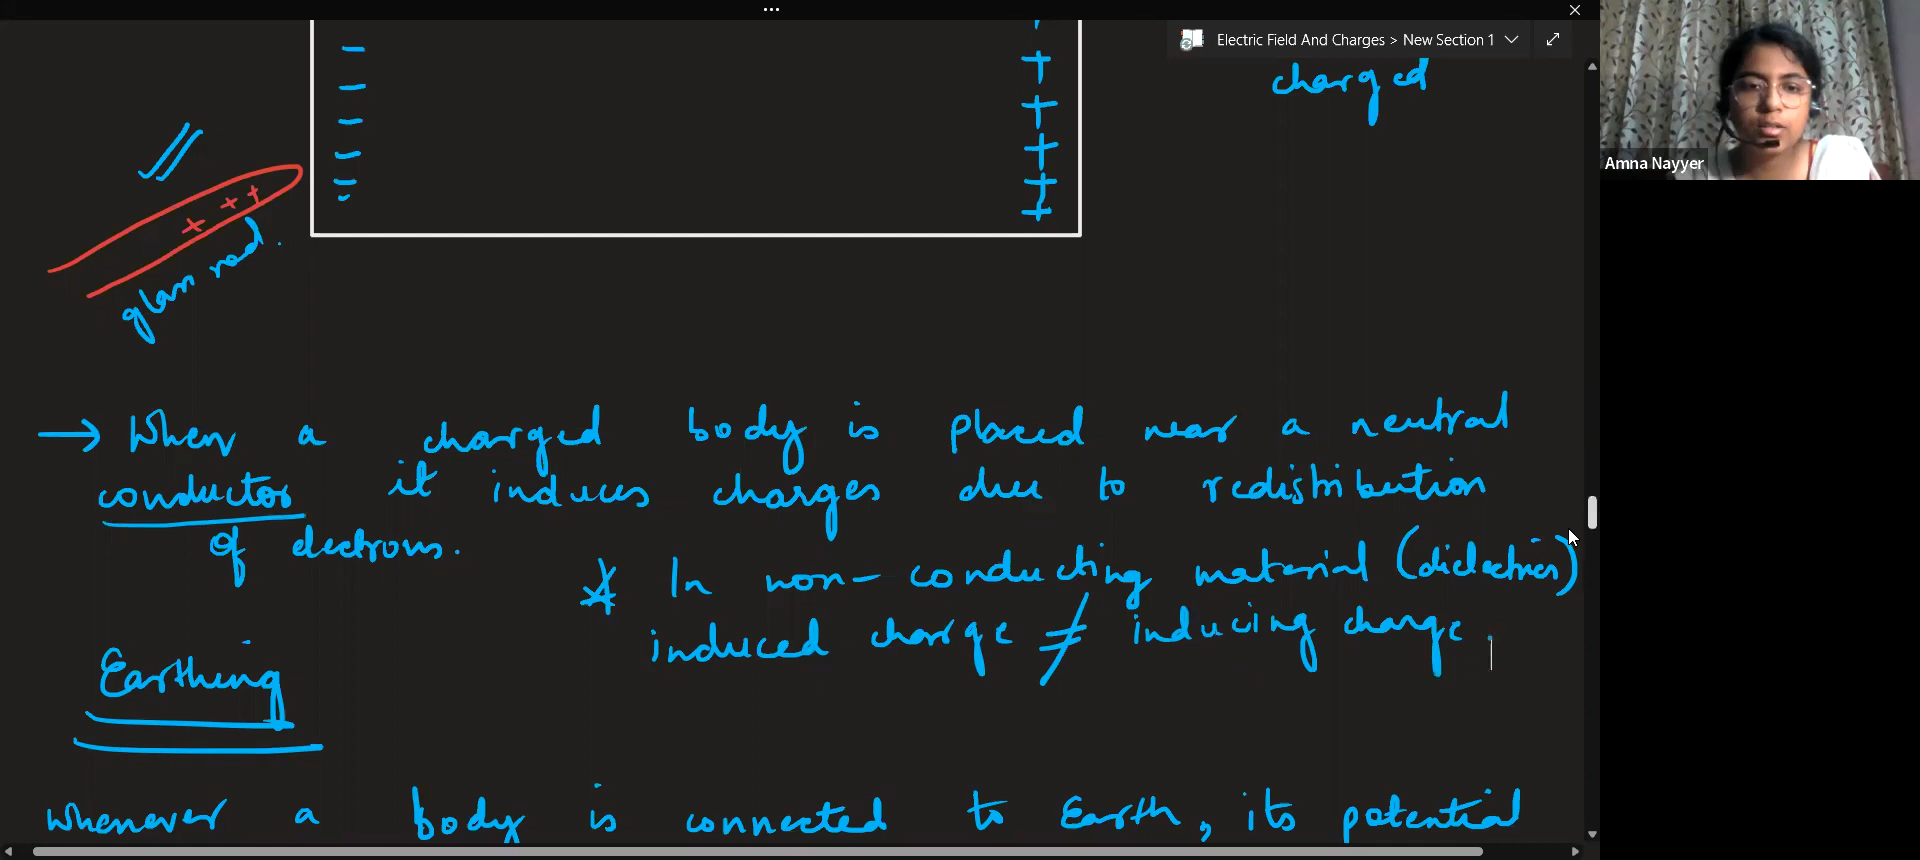 Electric Field And Charges > New Section 1
Amna Nayyer
charged
glass rod.
→ When a charged body is placed near a neutral
conductor it induces charges due to redistribution
of electrons.
* In non-conducting material (dielectrics)
induced charge ≠ inducing charge.
Earthing
whenever a body is connected to Earth, its potential